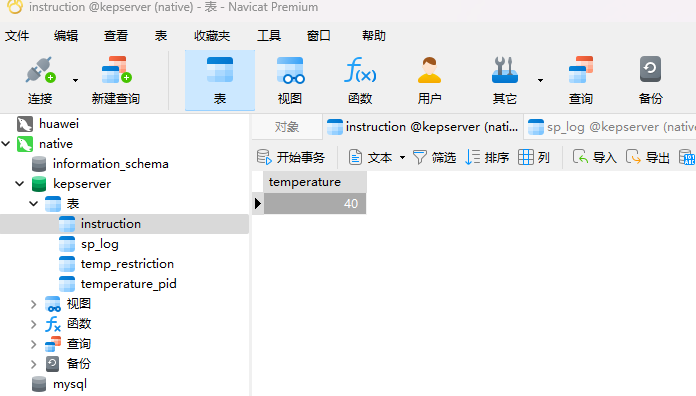 instruction @kepserver (native) - 表 - Navicat Premium
文件 编辑 查看 表 收藏夹 工具 窗口 帮助
连接 新建查询 表 视图 函数 用户 其它 查询 备份
huawei
native
information_schema
kepserver
表
instruction
sp_log
temp_restriction
temperature_pid
视图
函数
查询
备份
mysql
对象 instruction @kepserver (nati... sp_log @kepserver (native
开始事务 文本 筛选 排序 列 导入 导出
temperature
40